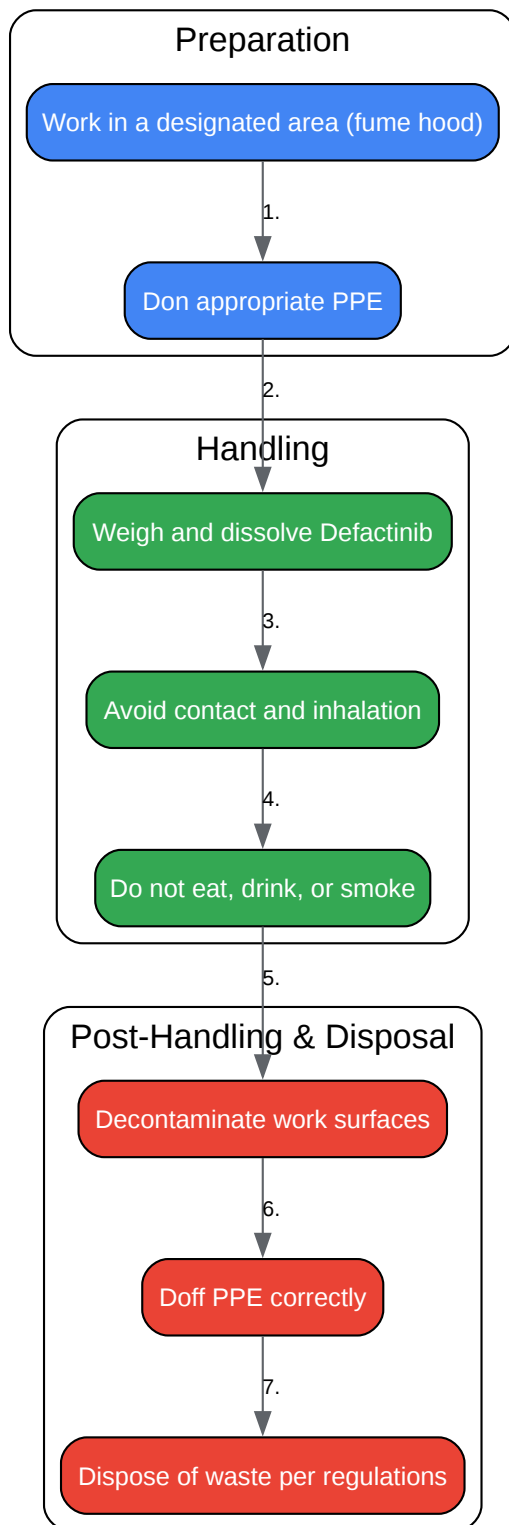 Preparation
Work in a designated area (fume hood)
1.
Don appropriate PPE
2.
Handling
Weigh and dissolve Defactinib
3.
Avoid contact and inhalation
4.
Do not eat, drink, or smoke
5.
Post-Handling & Disposal
Decontaminate work surfaces
6.
Doff PPE correctly
7.
Dispose of waste per regulations